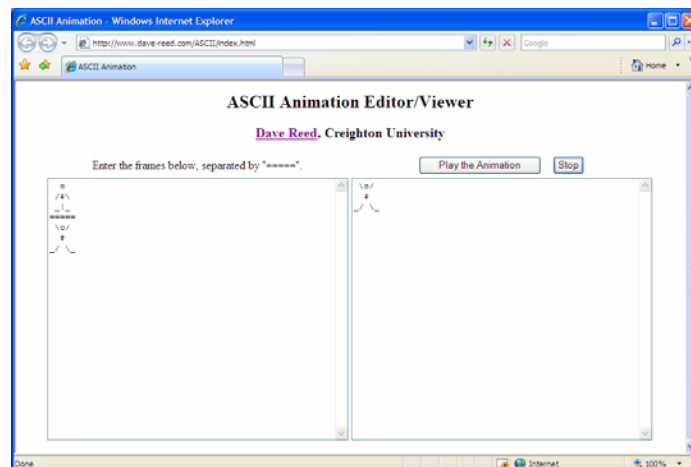 ASCII Animation - Windows Internet Explorer
http://www.dave-reed.com/ASCII/index.html
Google
ASCII Animation
Home
ASCII Animation Editor/Viewer
Dave Reed, Creighton University
Enter the frames below, separated by "=====".
Play the Animation
Stop
  o
 /#\
 _|_
=====
 \o/
  #
_/ \_
 \o/
  #
_/ \_
Done
Internet
100%